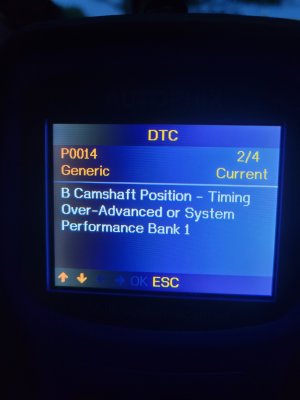 DTC
P0014 2/4
Generic Current
B Camshaft Position - Timing
Over-Advanced or System
Performance Bank 1
OK ESC